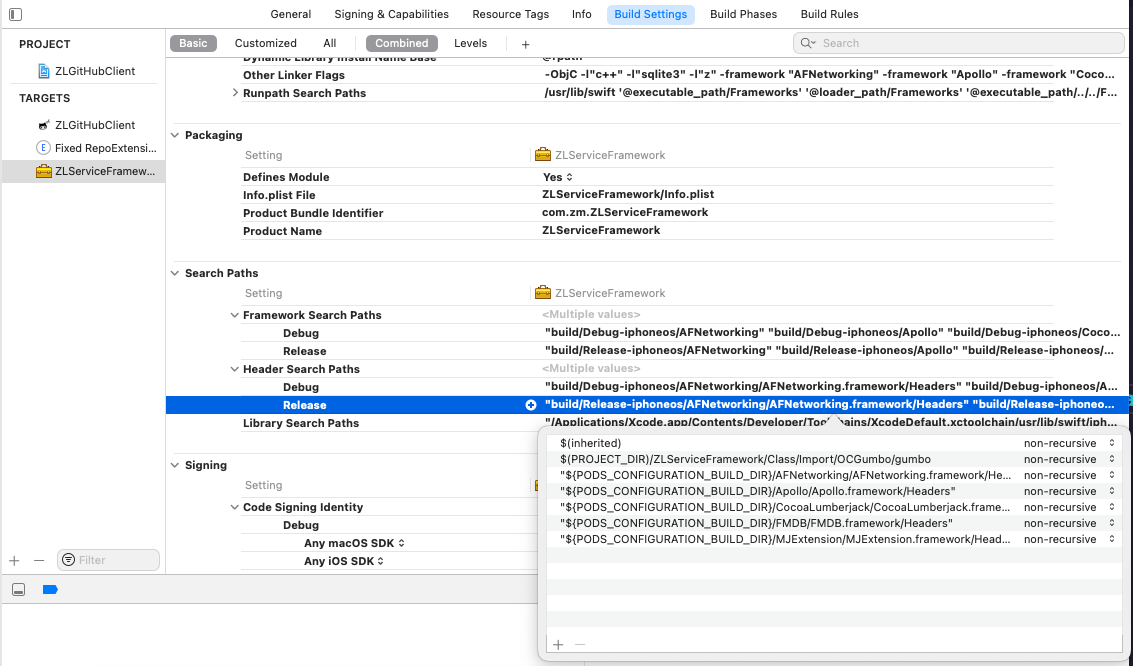 General Signing & Capabilities Resource Tags Info Build Settings Build Phases Build Rules
PROJECT
ZLGitHubClient
TARGETS
ZLGitHubClient
Fixed RepoExtensi...
ZLServiceFramew...
Filter
Basic Customized All Combined Levels + Search
Dynamic Library Install Name Base @rpath
Other Linker Flags -ObjC -l"c++" -l"sqlite3" -l"z" -framework "AFNetworking" -framework "Apollo" -framework "Coco...
Runpath Search Paths /usr/lib/swift '@executable_path/Frameworks' '@loader_path/Frameworks' '@executable_path/../../F...
Packaging
Setting ZLServiceFramework
Defines Module Yes
Info.plist File ZLServiceFramework/Info.plist
Product Bundle Identifier com.zm.ZLServiceFramework
Product Name ZLServiceFramework
Search Paths
Setting ZLServiceFramework
Framework Search Paths <Multiple values>
Debug "build/Debug-iphoneos/AFNetworking" "build/Debug-iphoneos/Apollo" "build/Debug-iphoneos/Coco...
Release "build/Release-iphoneos/AFNetworking" "build/Release-iphoneos/Apollo" "build/Release-iphoneos/...
Header Search Paths <Multiple values>
Debug "build/Debug-iphoneos/AFNetworking/AFNetworking.framework/Headers" "build/Debug-iphoneos/A...
Release "build/Release-iphoneos/AFNetworking/AFNetworking.framework/Headers" "build/Release-iphoneo...
Library Search Paths "/Applications/Xcode.app/Contents/Developer/Toolchains/XcodeDefault.xctoolchain/usr/lib/swift/iph...
Signing
Setting
Code Signing Identity
Debug
Any macOS SDK
Any iOS SDK
$(inherited) non-recursive
$(PROJECT_DIR)/ZLServiceFramework/Class/Import/OCGumbo/gumbo non-recursive
"${PODS_CONFIGURATION_BUILD_DIR}/AFNetworking/AFNetworking.framework/He... non-recursive
"${PODS_CONFIGURATION_BUILD_DIR}/Apollo/Apollo.framework/Headers" non-recursive
"${PODS_CONFIGURATION_BUILD_DIR}/CocoaLumberjack/CocoaLumberjack.frame... non-recursive
"${PODS_CONFIGURATION_BUILD_DIR}/FMDB/FMDB.framework/Headers" non-recursive
"${PODS_CONFIGURATION_BUILD_DIR}/MJExtension/MJExtension.framework/Head... non-recursive